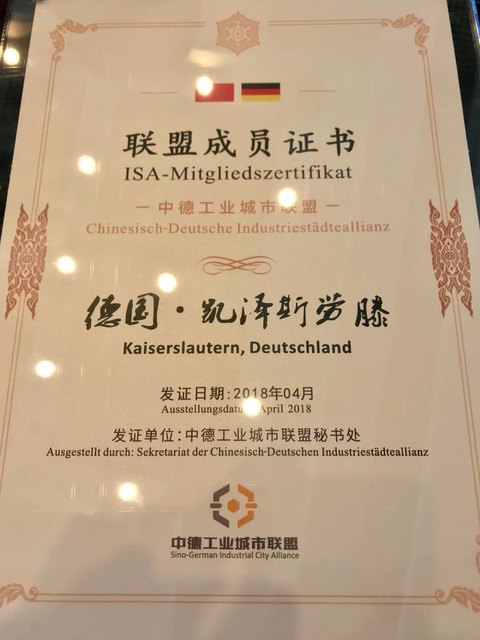 联盟成员证书
ISA-Mitgliedszertifikat
中德工业城市联盟
Chinesisch-Deutsche Industriestädteallianz
德国·凯泽斯劳滕
Kaiserslautern, Deutschland
发证日期:2018年04月
Ausstellungsdatum April 2018
发证单位:中德工业城市联盟秘书处
Ausgestellt durch: Sekretariat der Chinesisch-Deutschen Industriestädteallianz
中德工业城市联盟
Sino-German Industrial City Alliance